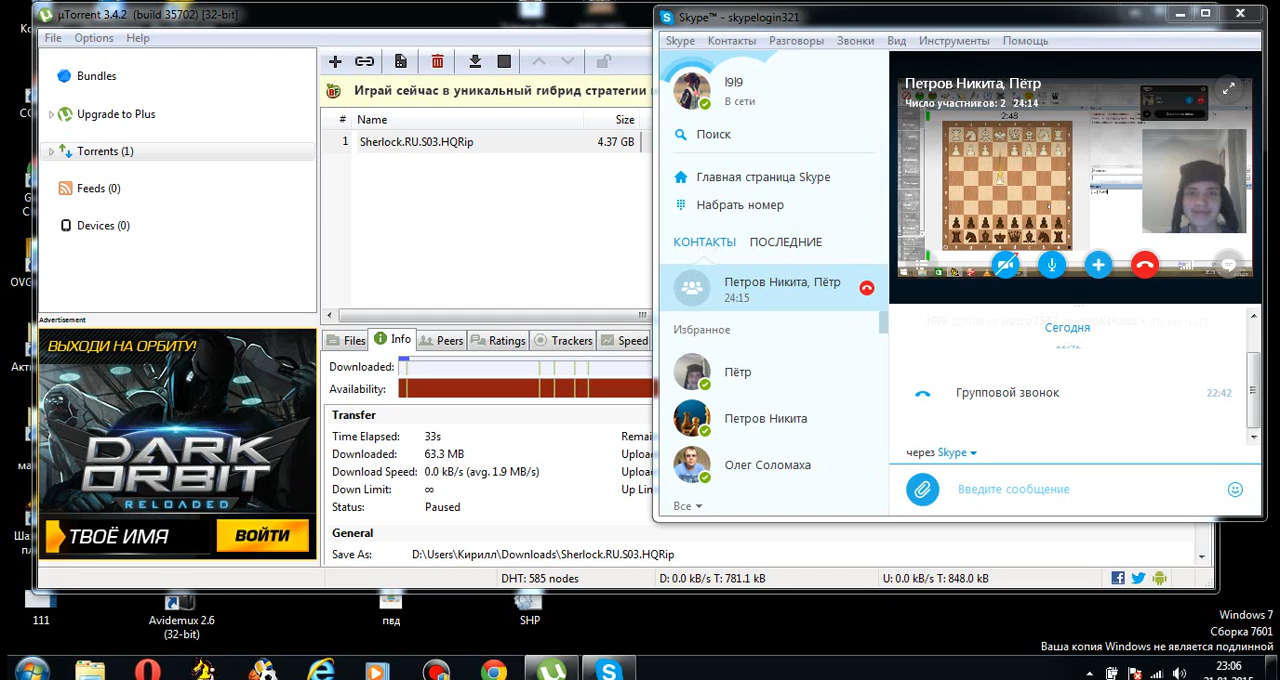 µTorrent 3.4.2 (build 35702) [32-bit]
File Options Help
Bundles
Upgrade to Plus
Torrents (1)
Feeds (0)
Devices (0)
Играй сейчас в уникальный гибрид стратегии
# Name Size
1 Sherlock.RU.S03.HQRip 4.37 GB
Advertisement
ВЫХОДИ НА ОРБИТУ!
DARK
ORBIT
RELOADED
ТВОЁ ИМЯ
ВОЙТИ
Files Info Peers Ratings Trackers Speed
Downloaded:
Availability:
Transfer
Time Elapsed: 33s Remai
Downloaded: 63.3 MB Uploa
Download Speed: 0.0 kB/s (avg. 1.9 MB/s) Uploa
Down Limit: ∞ Up Lin
Status: Paused
General
Save As: D:\Users\Кирилл\Downloads\Sherlock.RU.S03.HQRip
DHT: 585 nodes D: 0.0 kB/s T: 781.1 kB U: 0.0 kB/s T: 848.0 kB
Skype™ - skypelogin321
Skype Контакты Разговоры Звонки Вид Инструменты Помощь
l9l9
В сети
Поиск
Главная страница Skype
Набрать номер
КОНТАКТЫ ПОСЛЕДНИЕ
Петров Никита, Пётр
24:15
Избранное
Пётр
Петров Никита
Олег Соломаха
Все
Петров Никита, Пётр
Число участников: 2 24:14
2:48
Сегодня
Групповой звонок 22:42
через Skype
Введите сообщение
111
Avidemux 2.6
(32-bit)
пвд
SHP
Windows 7
Сборка 7601
Ваша копия Windows не является подлинной
23:06